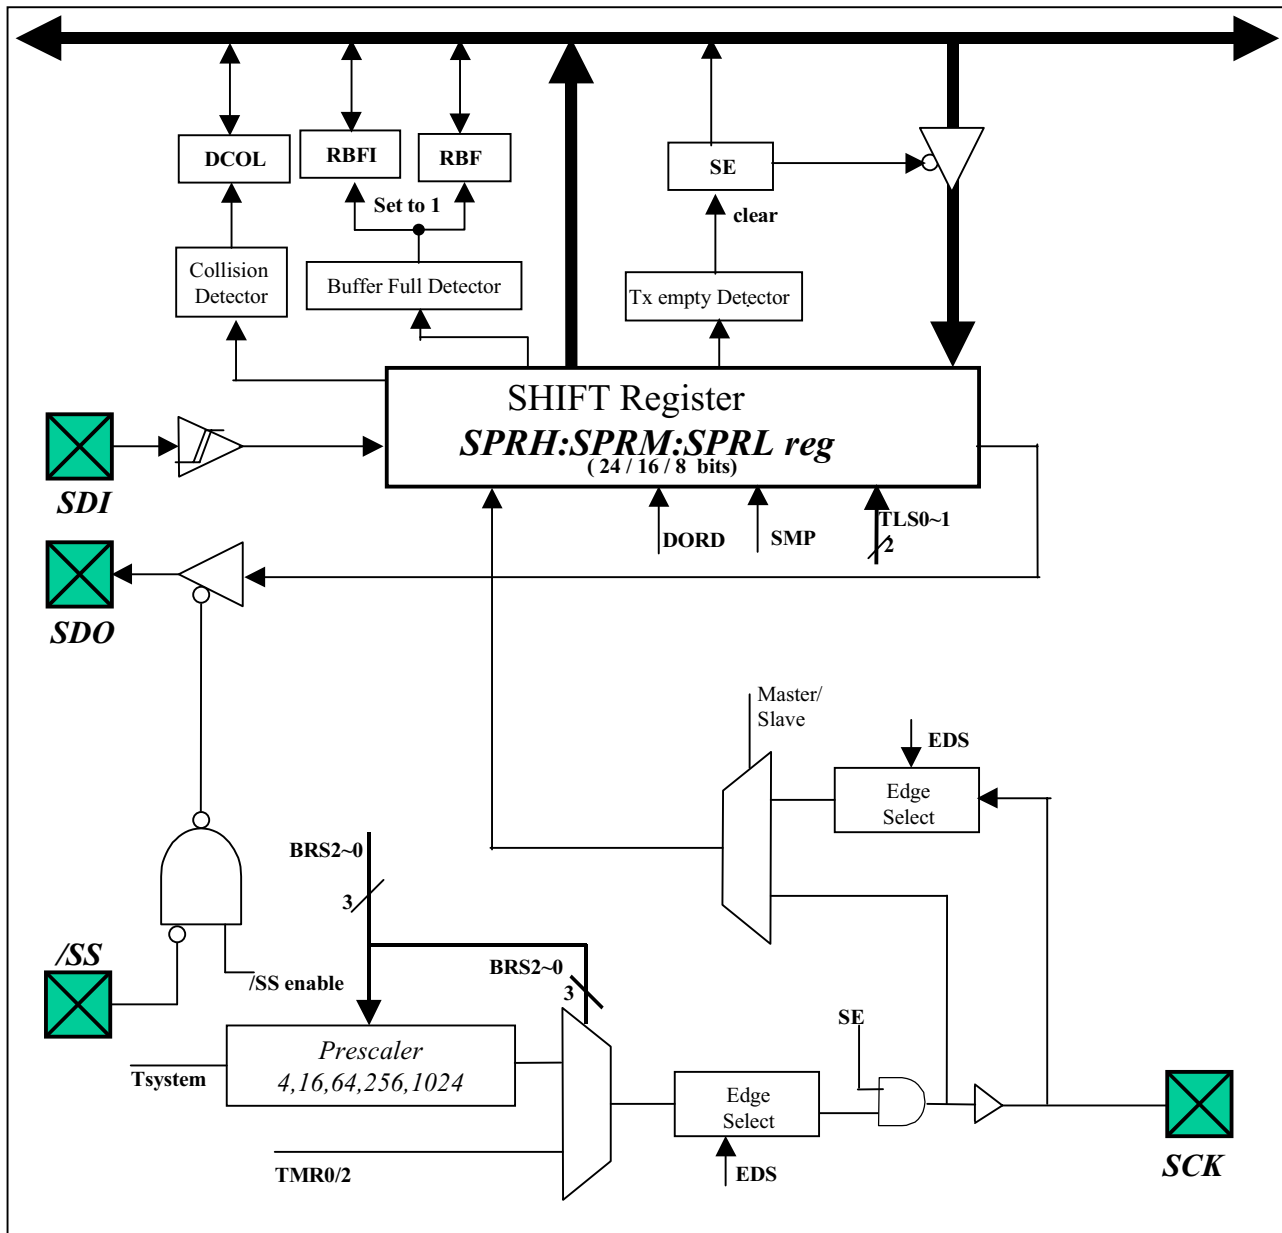 DCOL
RBFI
RBF
SE
Set to 1
clear
Collision
Detector
Buffer Full Detector
Tx empty Detector
SHIFT Register
SPRH:SPRM:SPRL reg
( 24 / 16 / 8 bits)
SDI
DORD
SMP
TLS0~1
2
SDO
Master/
Slave
EDS
Edge
Select
BRS2~0
3
/SS
/SS enable
BRS2~0
3
SE
Prescaler
4,16,64,256,1024
Tsystem
Edge
Select
TMR0/2
EDS
SCK